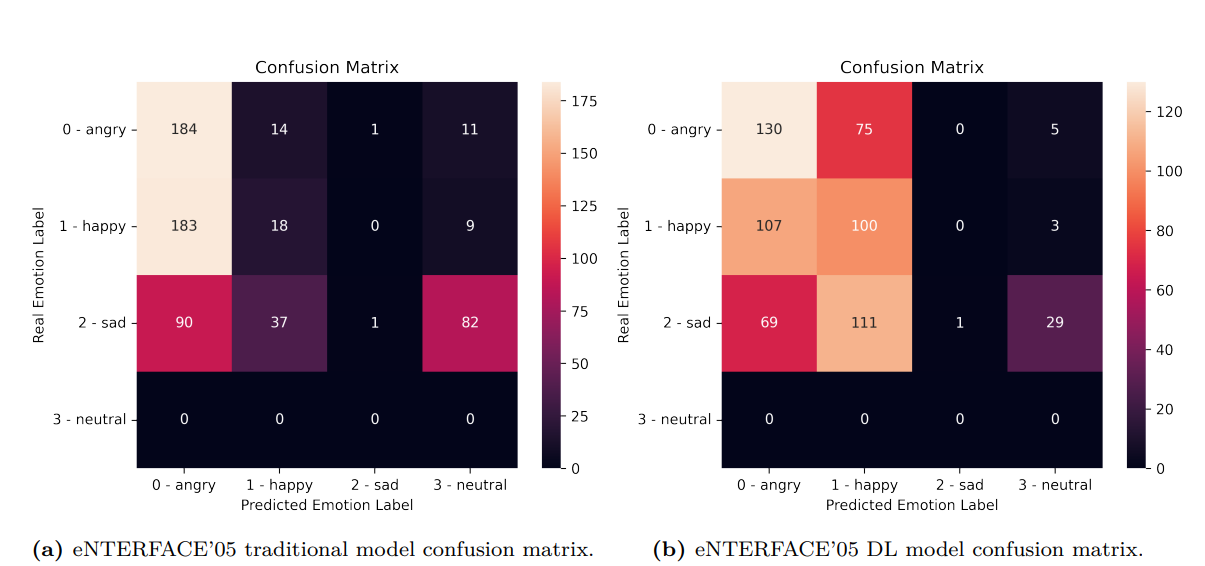 Confusion Matrix
0 - angry 184 14 1 11
1 - happy 183 18 0 9
2 - sad 90 37 1 82
3 - neutral 0 0 0 0
0 - angry 1 - happy 2 - sad 3 - neutral
Predicted Emotion Label
Real Emotion Label
175
150
125
100
75
50
25
0
(a) eNTERFACE'05 traditional model confusion matrix.
Confusion Matrix
0 - angry 130 75 0 5
1 - happy 107 100 0 3
2 - sad 69 111 1 29
3 - neutral 0 0 0 0
0 - angry 1 - happy 2 - sad 3 - neutral
Predicted Emotion Label
Real Emotion Label
120
100
80
60
40
20
0
(b) eNTERFACE'05 DL model confusion matrix.